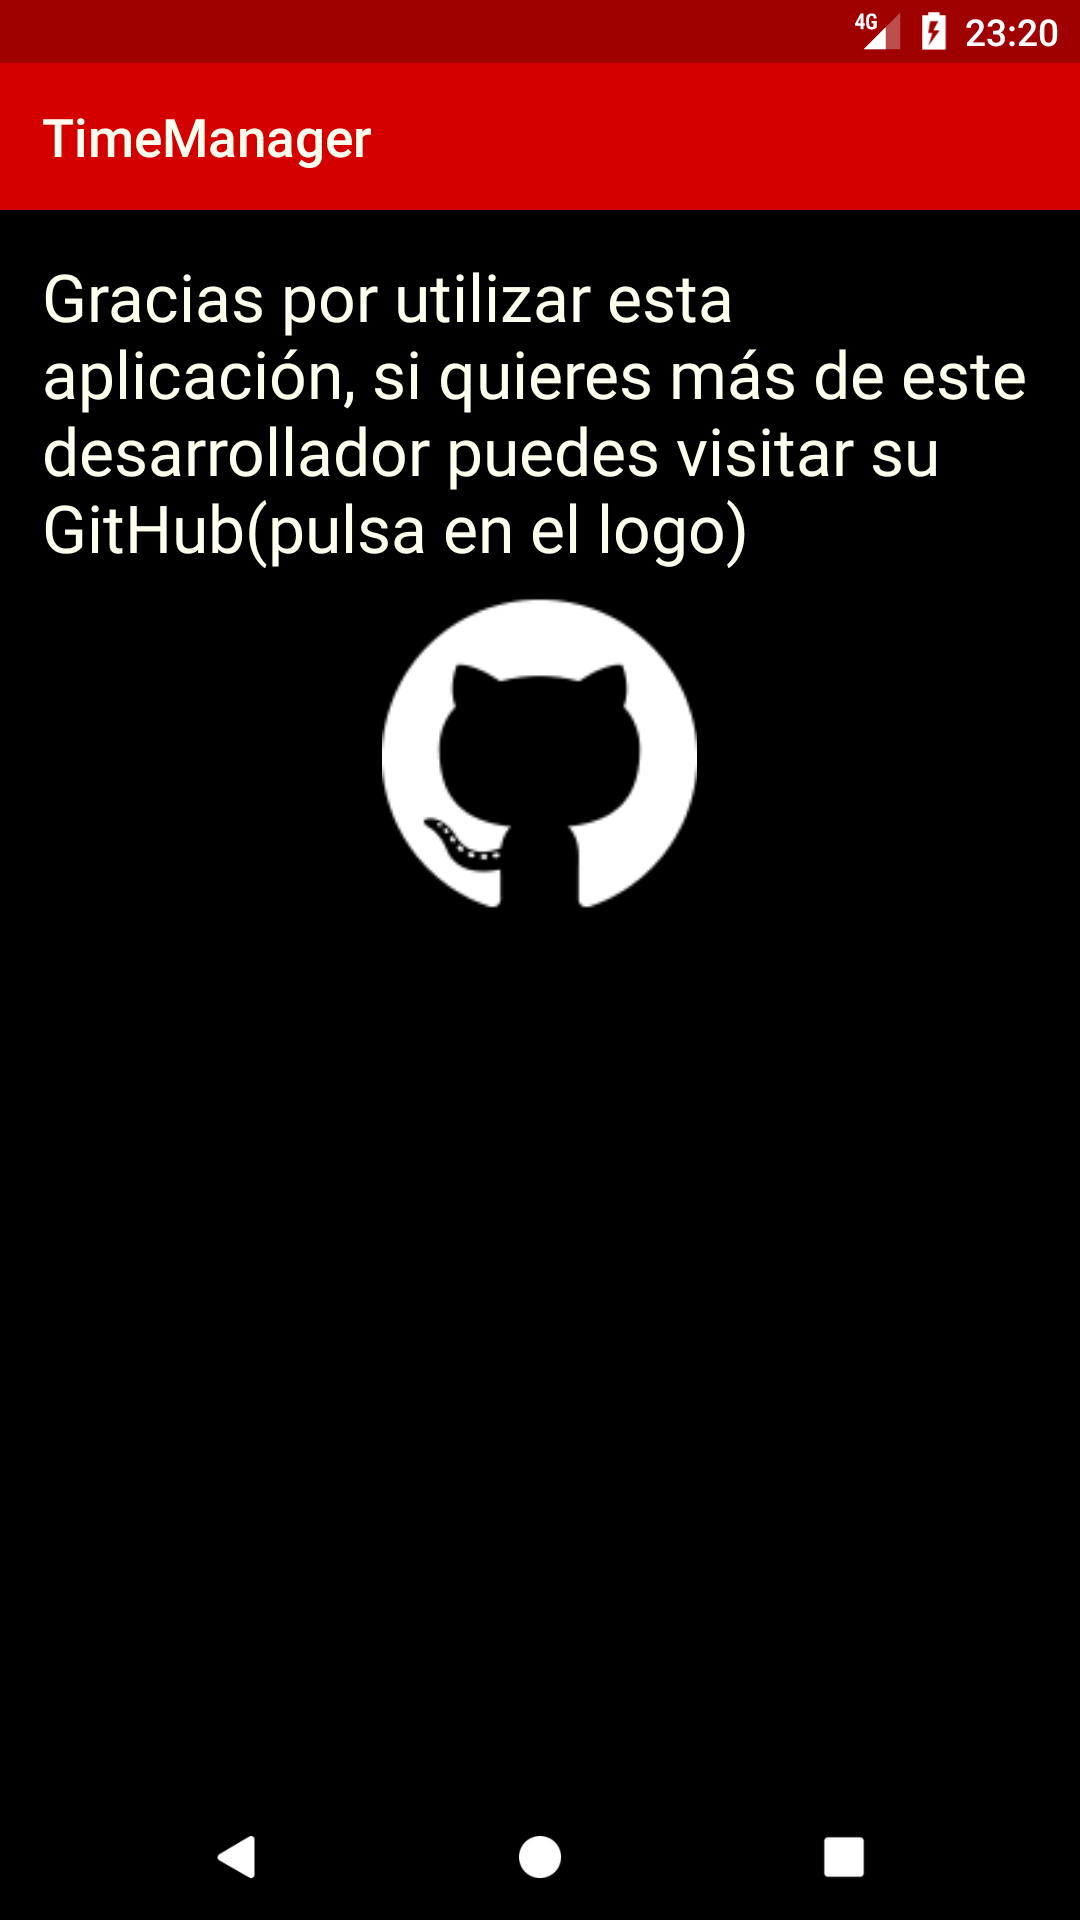 4G 23:20
TimeManager
Gracias por utilizar esta
aplicación, si quieres más de este
desarrollador puedes visitar su
GitHub(pulsa en el logo)